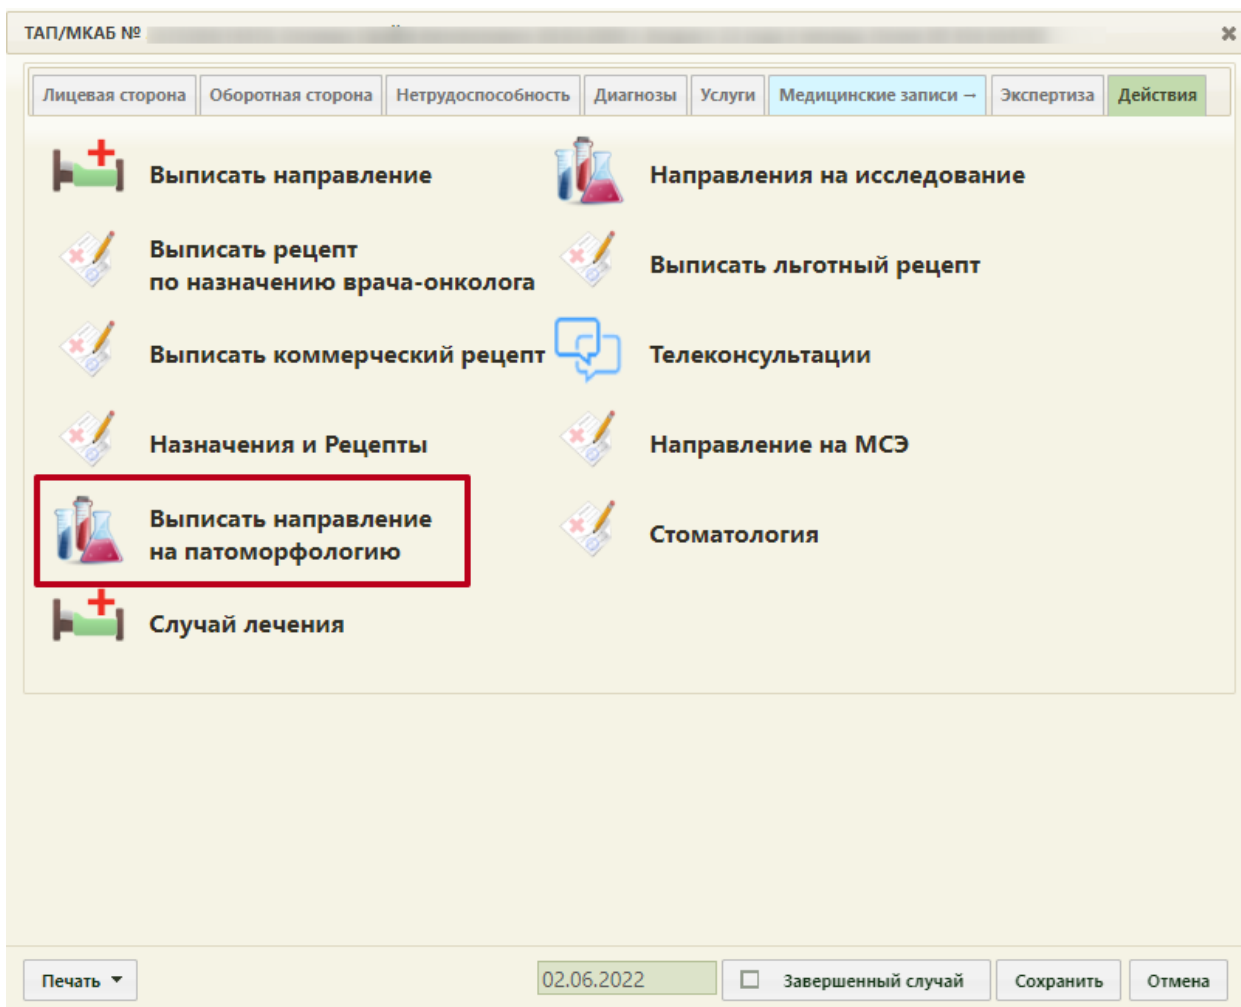 ТАП/МКАБ №
Лицевая сторона Оборотная сторона Нетрудоспособность Диагнозы Услуги Медицинские записи → Экспертиза Действия
Выписать направление
Направления на исследование
Выписать рецепт
по назначению врача-онколога
Выписать льготный рецепт
Выписать коммерческий рецепт
Телеконсультации
Назначения и Рецепты
Направление на МСЭ
Выписать направление
на патоморфологию
Стоматология
Случай лечения
Печать 02.06.2022 Завершенный случай Сохранить Отмена